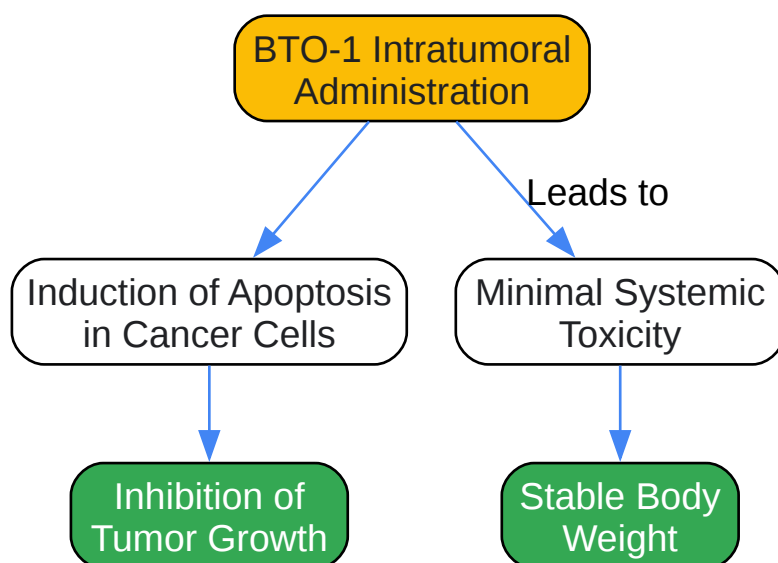 BTO-1 Intratumoral
Administration
Leads to
Induction of Apoptosis
in Cancer Cells
Minimal Systemic
Toxicity
Inhibition of
Tumor Growth
Stable Body
Weight